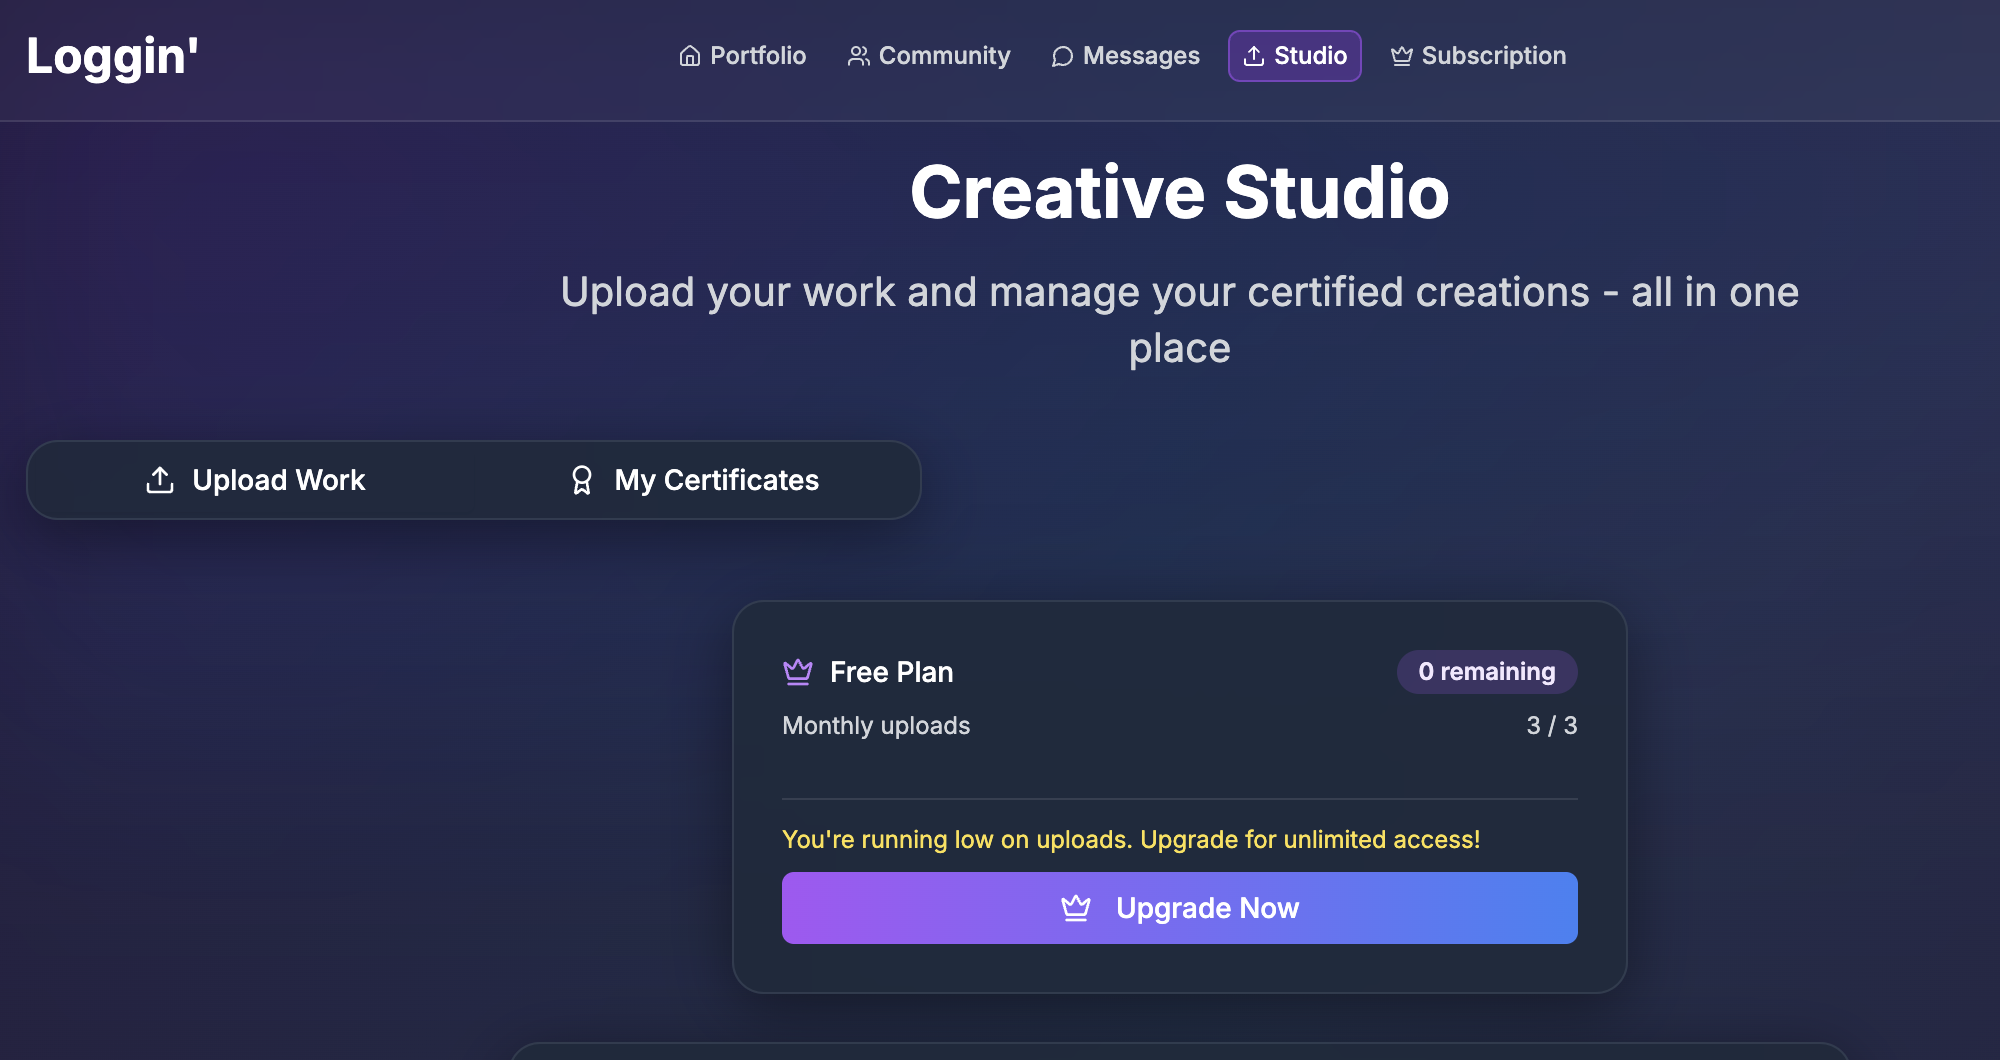 Loggin'
Portfolio
Community
Messages
Studio
Subscription
Creative Studio
Upload your work and manage your certified creations - all in one
place
Upload Work
My Certificates
Free Plan
0 remaining
Monthly uploads
3 / 3
You're running low on uploads. Upgrade for unlimited access!
Upgrade Now